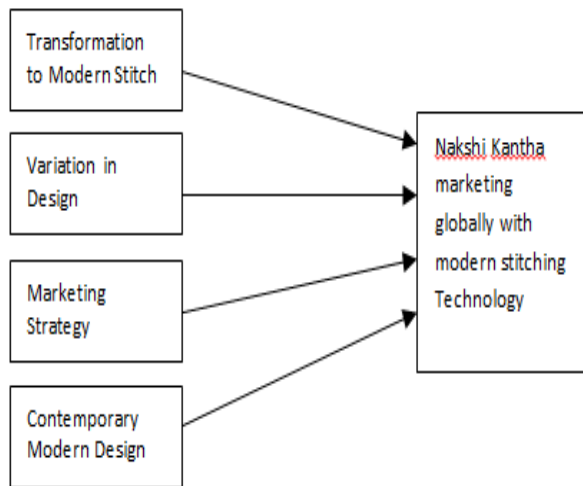 Transformation
to Modern Stitch
Variation in
Design
Marketing
Strategy
Contemporary
Modern Design
Nakshi Kantha
marketing
globally with
modern stitching
Technology